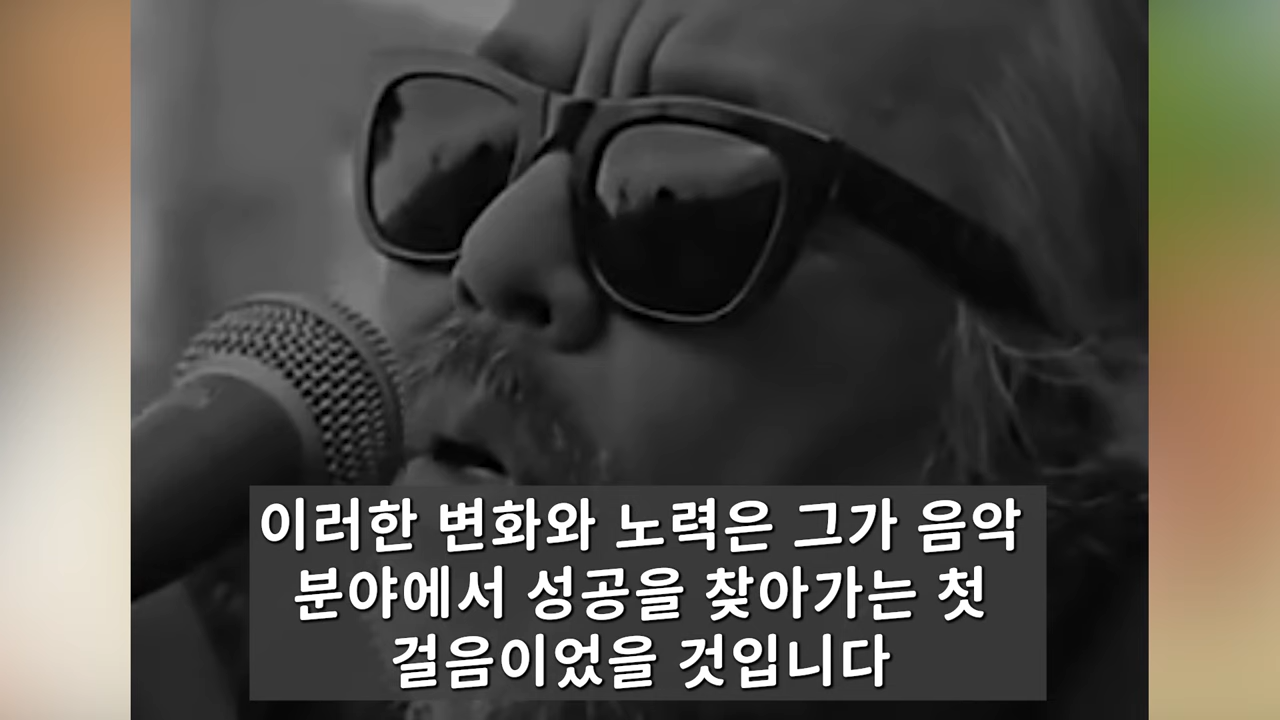 이러한 변화와 노력은 그가 음악
분야에서 성공을 찾아가는 첫
걸음이었을 것입니다